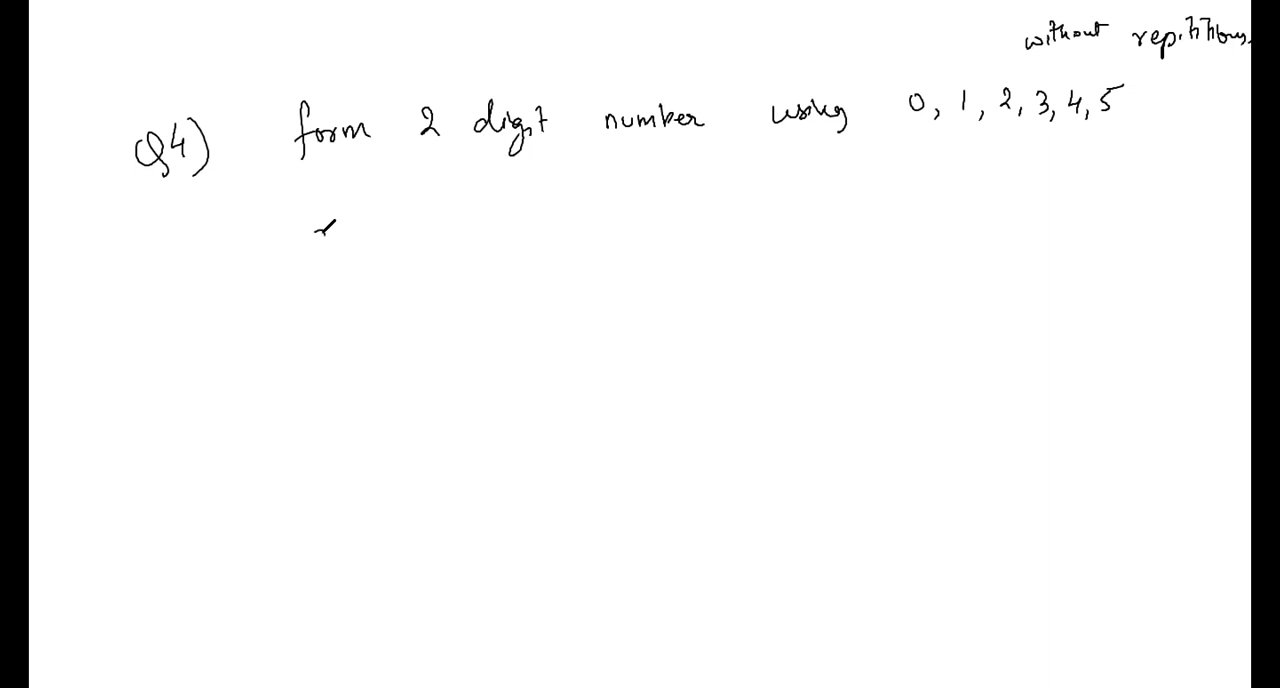 without repititions.
Q4) form 2 digit number using 0, 1, 2, 3, 4, 5